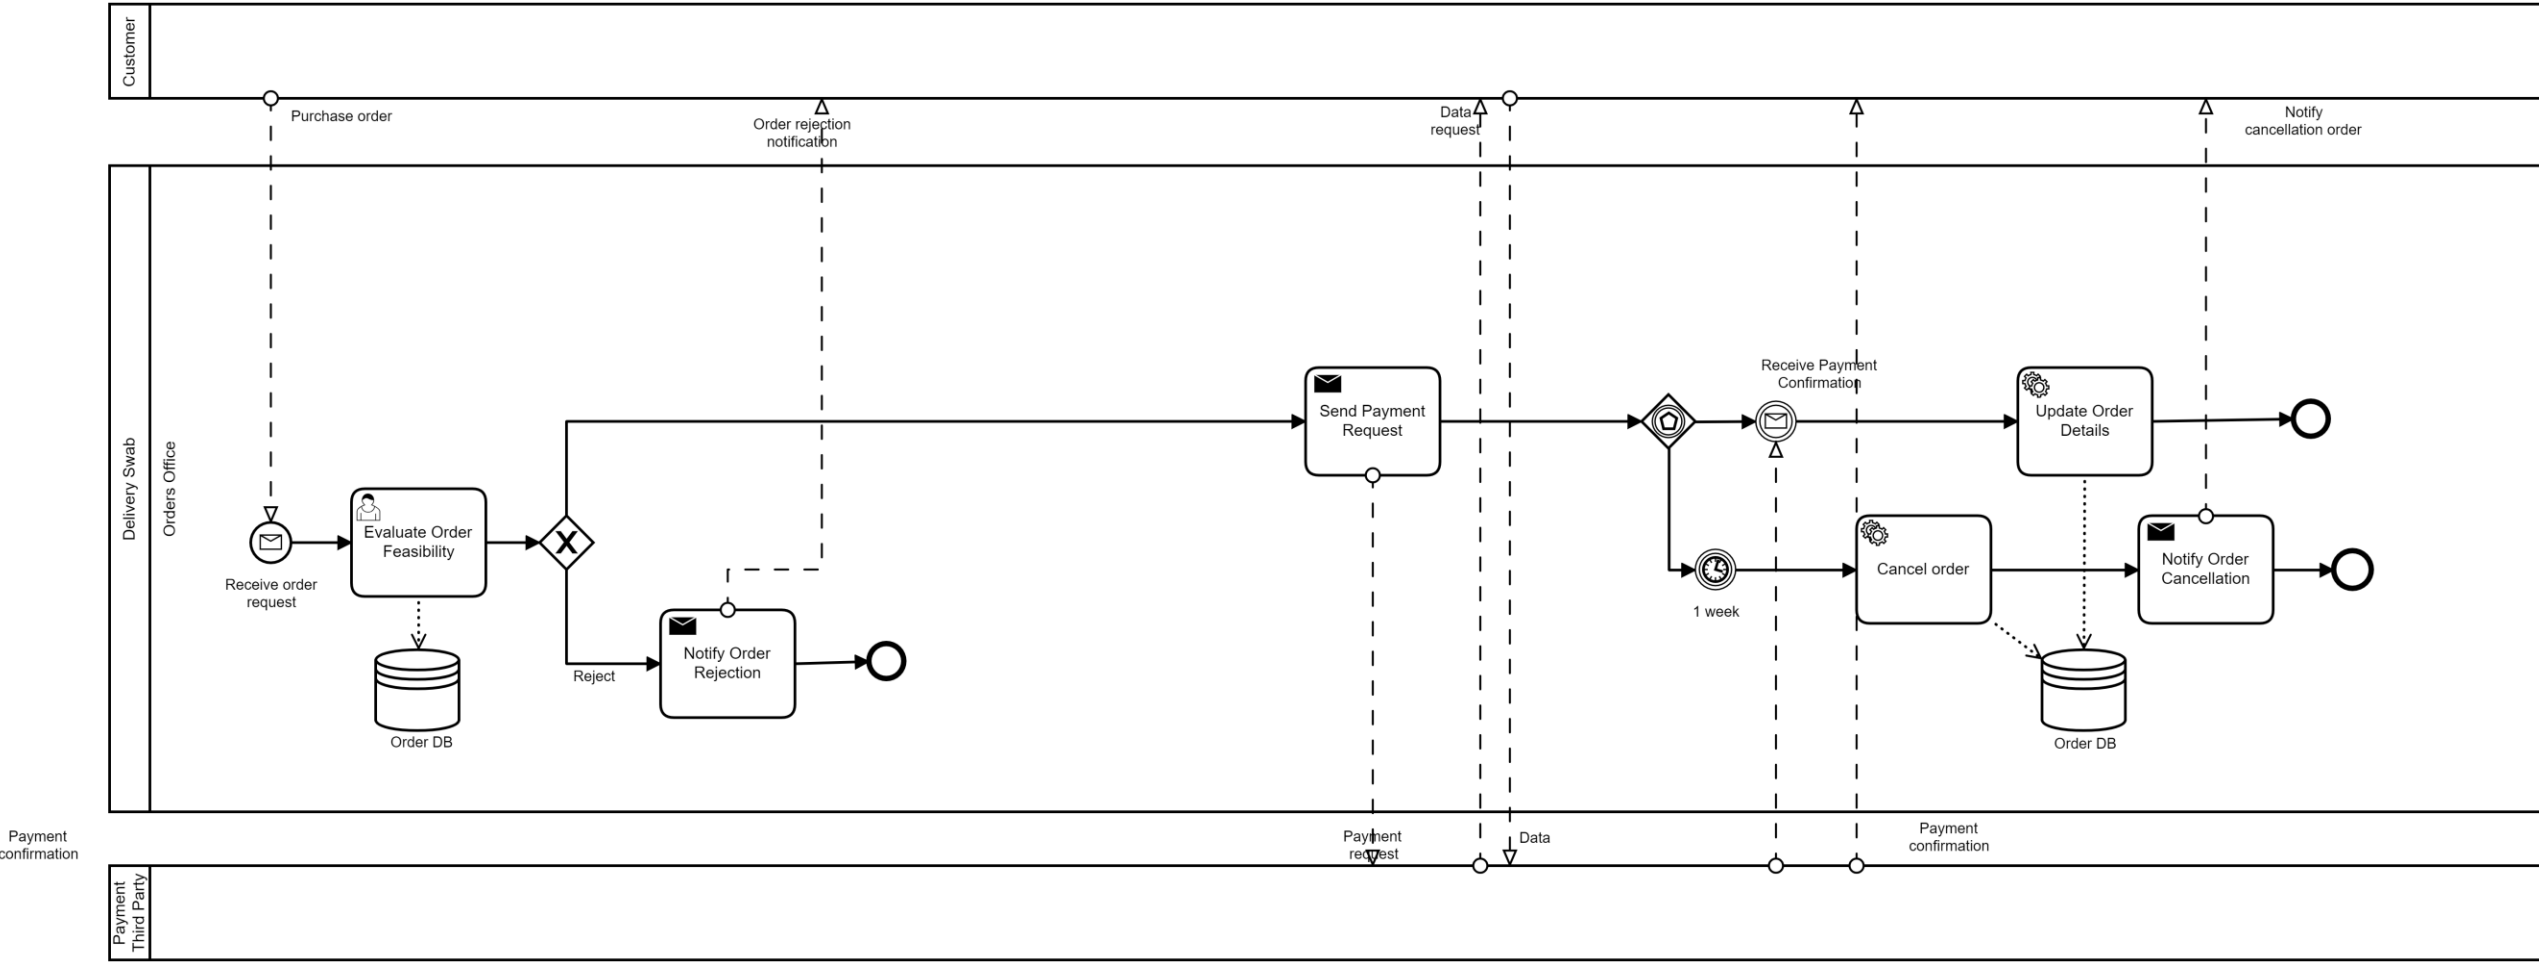 Customer
Purchase order
Order rejection
notification
Data
request
Notify
cancellation order
Delivery Swab
Orders Office
Receive order
request
Evaluate Order
Feasibility
Order DB
X
Reject
Notify Order
Rejection
Send Payment
Request
Receive Payment
Confirmation
1 week
Update Order
Details
Cancel order
Notify Order
Cancellation
Order DB
Payment
confirmation
Payment
request
Data
Payment
confirmation
Payment
Third Party